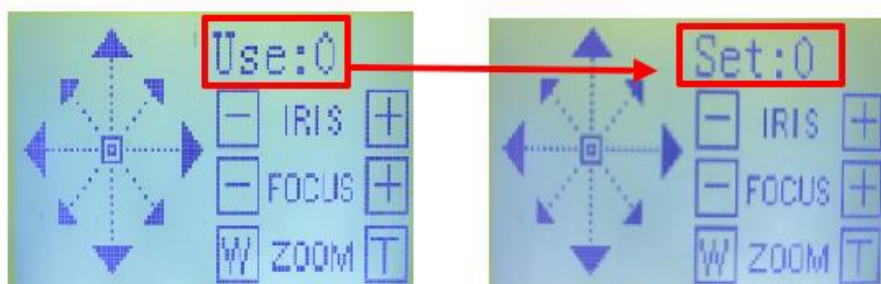 Use:0
- IRIS +
- FOCUS +
W ZOOM T
Set:0
- IRIS +
- FOCUS +
W ZOOM T